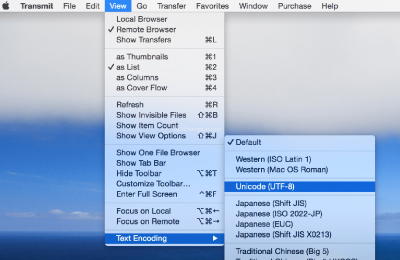 Transmit File Edit View Go Transfer Favorites Window Purchase Help
Local Browser
✓ Remote Browser
Show Transfers ⌘L
as Thumbnails ⌘1
✓ as List ⌘2
as Columns ⌘3
as Cover Flow ⌘4
Refresh ⌘R
Show Invisible Files ⇧⌘B
Show Item Count
Show View Options ⇧⌘J
Show One File Browser
Show Tab Bar
Hide Toolbar ⌥⌘T
Customize Toolbar...
Enter Full Screen ^⌘F
Focus on Local ⌥⌘←
Focus on Remote ⌥⌘→
Text Encoding ▶
✓ Default
Western (ISO Latin 1)
Western (Mac OS Roman)
Unicode (UTF-8)
Japanese (Shift JIS)
Japanese (ISO 2022-JP)
Japanese (EUC)
Japanese (Shift JIS X0213)
Traditional Chinese (Big 5)